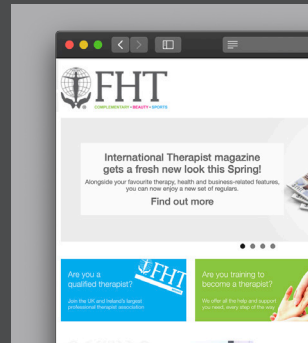 FHT
COMPLEMENTARY • BEAUTY • SPORTS
International Therapist magazine
gets a fresh new look this Spring!
Alongside your favourite therapy, health and business-related features,
you can now enjoy a new set of regulars.
Find out more
Are you a
qualified therapist?
FHT
Join the UK and Ireland's largest
professional therapist association
Are you training to
become a therapist?
We offer all the help and support
you need, every step of the way